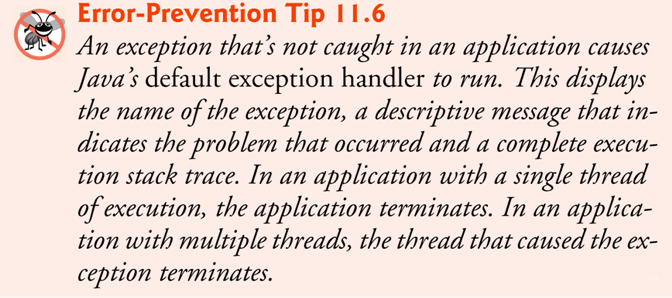 Error-Prevention Tip 11.6
An exception that’s not caught in an application causes
Java’s default exception handler to run. This displays
the name of the exception, a descriptive message that in-
dicates the problem that occurred and a complete execu-
tion stack trace. In an application with a single thread
of execution, the application terminates. In an applica-
tion with multiple threads, the thread that caused the ex-
ception terminates.